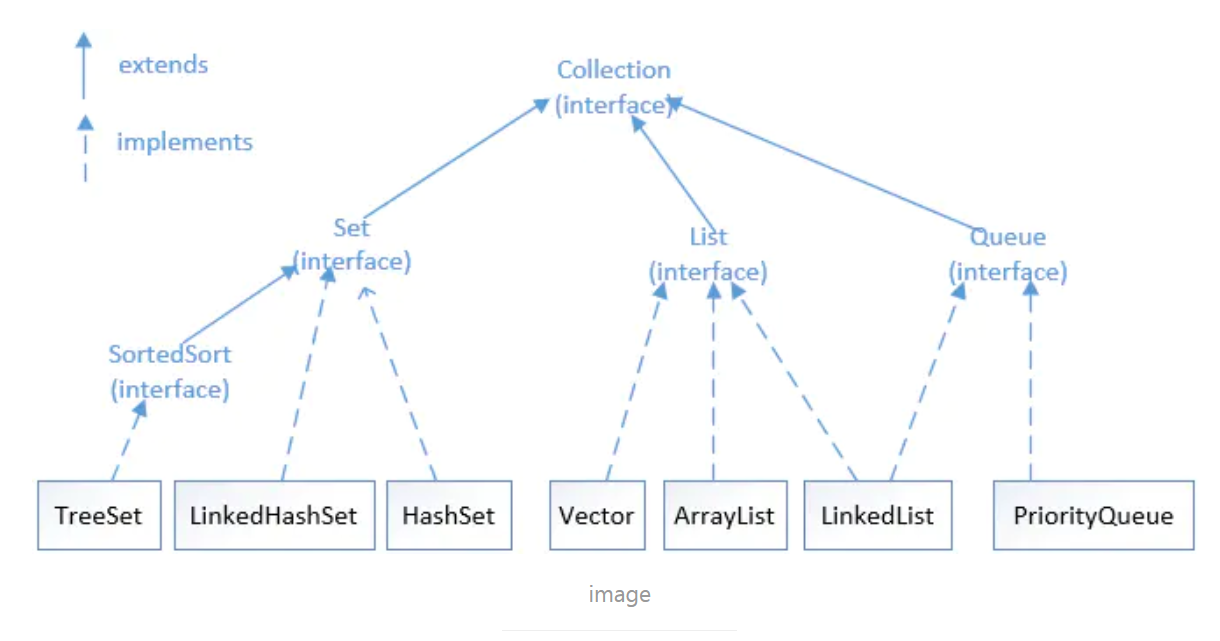 extends
implements
Collection
(interface)
Set
(interface)
List
(interface)
Queue
(interface)
SortedSort
(interface)
TreeSet
LinkedHashSet
HashSet
Vector
ArrayList
LinkedList
PriorityQueue
image